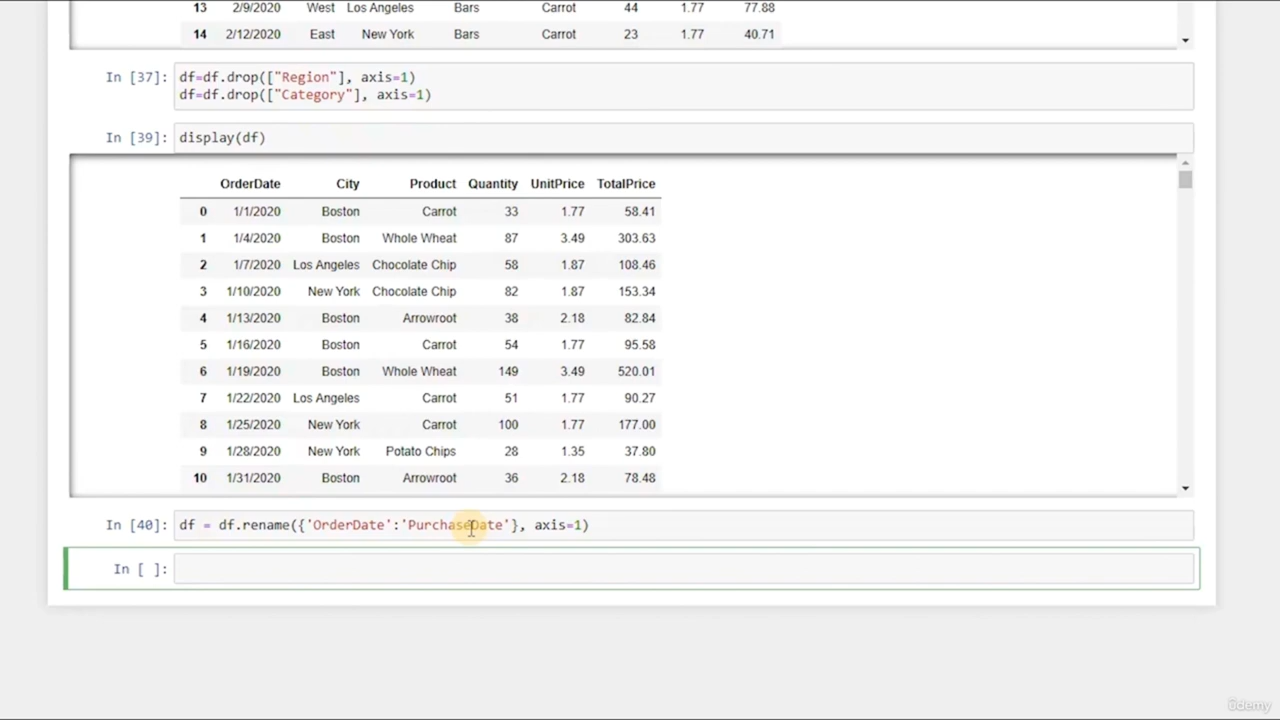 13 2/9/2020 West Los Angeles Bars Carrot 44 1.77 77.88
14 2/12/2020 East New York Bars Carrot 23 1.77 40.71
In [37]: df=df.drop(["Region"], axis=1)
df=df.drop(["Category"], axis=1)
In [39]: display(df)
OrderDate City Product Quantity UnitPrice TotalPrice
0 1/1/2020 Boston Carrot 33 1.77 58.41
1 1/4/2020 Boston Whole Wheat 87 3.49 303.63
2 1/7/2020 Los Angeles Chocolate Chip 58 1.87 108.46
3 1/10/2020 New York Chocolate Chip 82 1.87 153.34
4 1/13/2020 Boston Arrowroot 38 2.18 82.84
5 1/16/2020 Boston Carrot 54 1.77 95.58
6 1/19/2020 Boston Whole Wheat 149 3.49 520.01
7 1/22/2020 Los Angeles Carrot 51 1.77 90.27
8 1/25/2020 New York Carrot 100 1.77 177.00
9 1/28/2020 New York Potato Chips 28 1.35 37.80
10 1/31/2020 Boston Arrowroot 36 2.18 78.48
In [40]: df = df.rename({'OrderDate':'PurchaseDate'}, axis=1)
In [ ]:
ûdemy